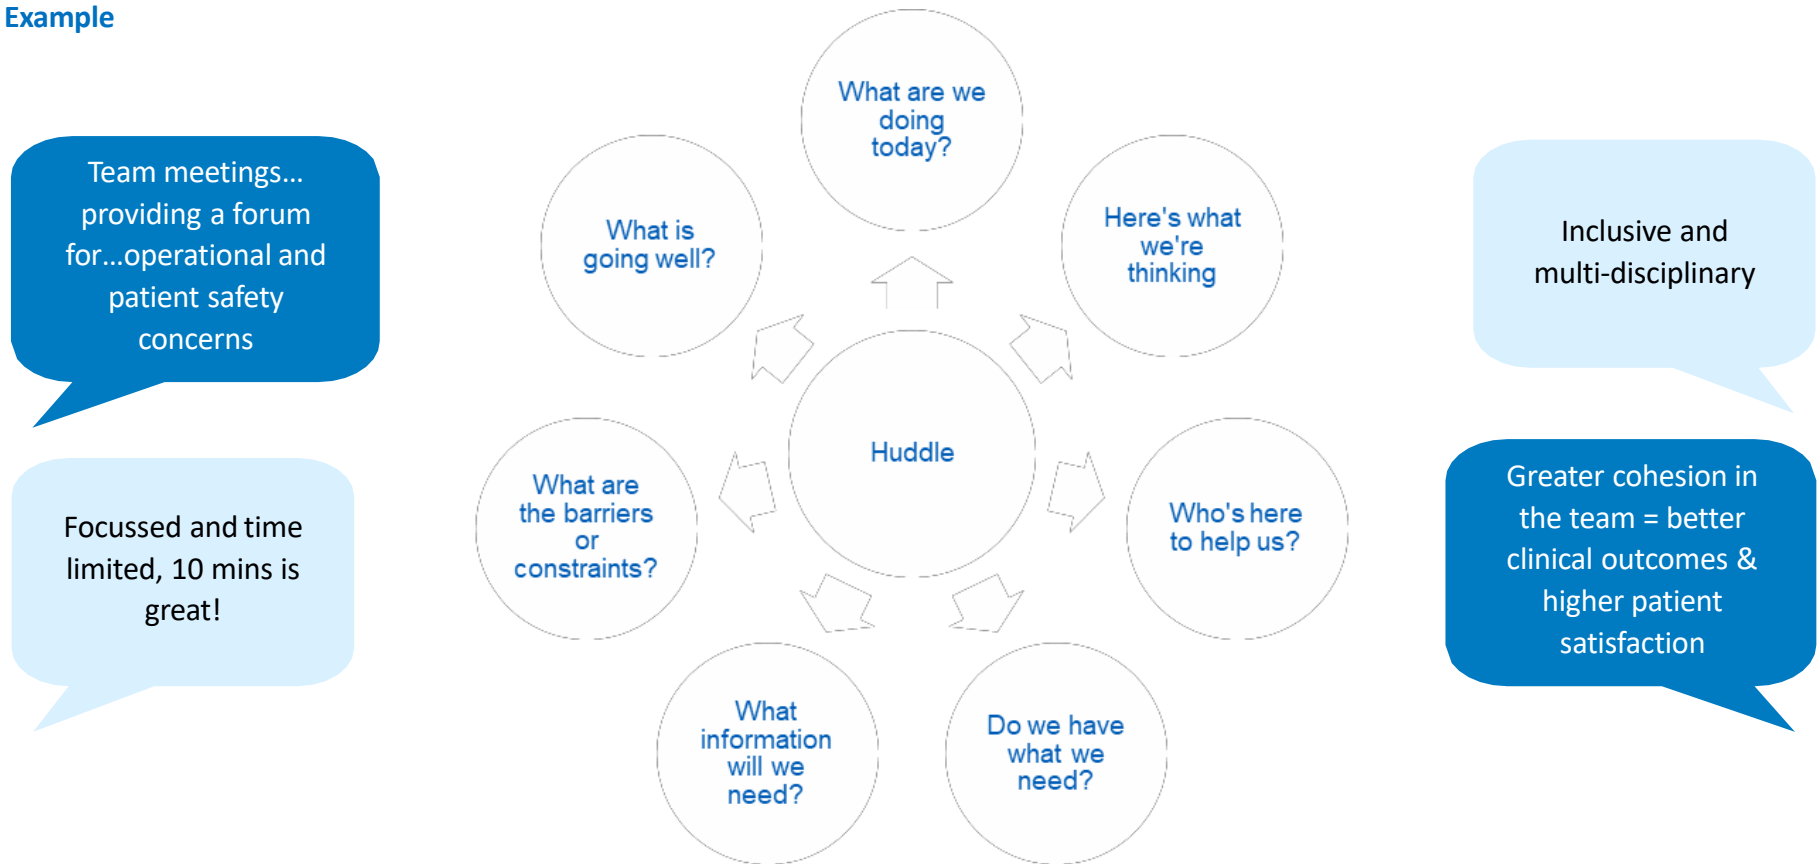 Example
Team meetings...
providing a forum
for...operational and
patient safety
concerns
Focussed and time
limited, 10 mins is
great!
What are we
doing
today?
Here's what
we're
thinking
Who's here
to help us?
Do we have
what we
need?
What
information
will we
need?
What are
the barriers
or
constraints?
What is
going well?
Huddle
Inclusive and
multi-disciplinary
Greater cohesion in
the team = better
clinical outcomes &
higher patient
satisfaction